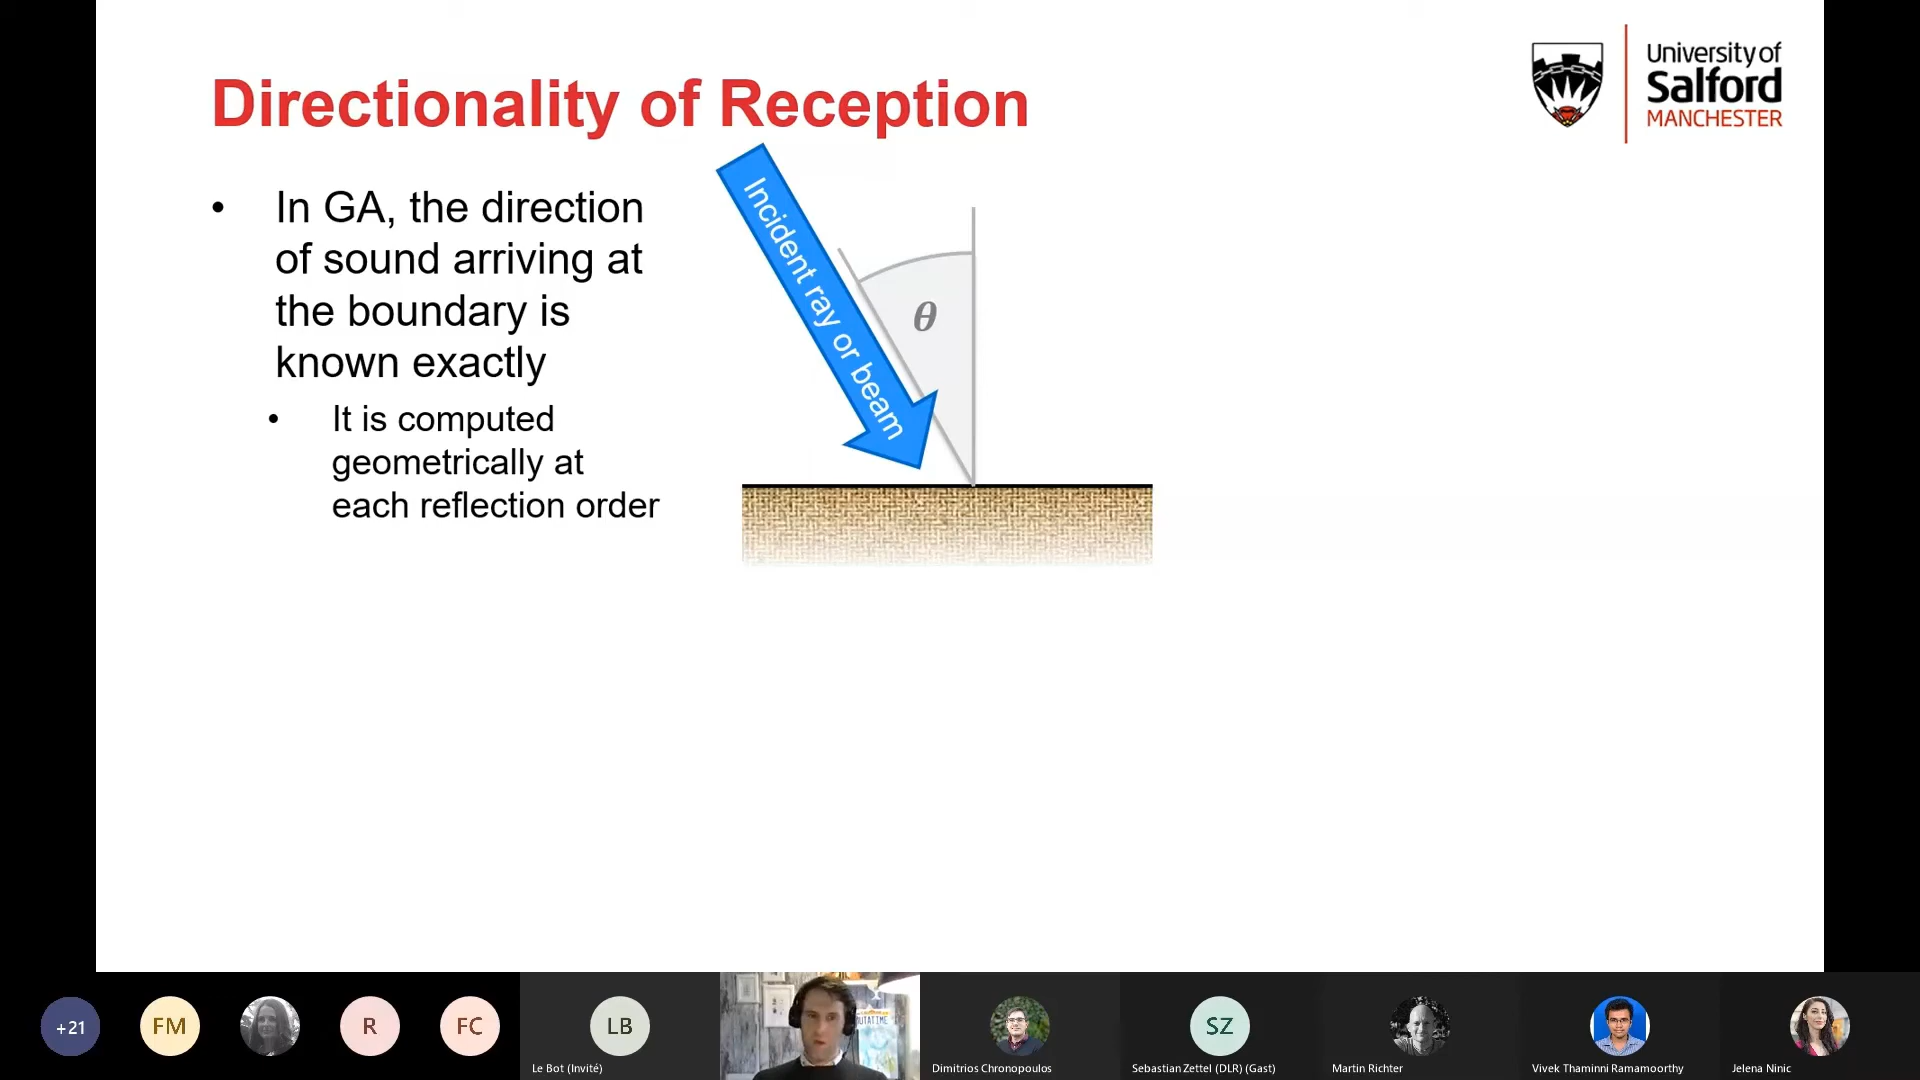 Directionality of Reception
University of
Salford
MANCHESTER
• In GA, the direction
of sound arriving at
the boundary is
known exactly
• It is computed
geometrically at
each reflection order
Incident ray or beam
θ
+21
FM
R
FC
LB
Le Bot (Invité)
Dimitrios Chronopoulos
SZ
Sebastian Zettel (DLR) (Gast)
Martin Richter
Vivek Thaminni Ramamoorthy
Jelena Ninic